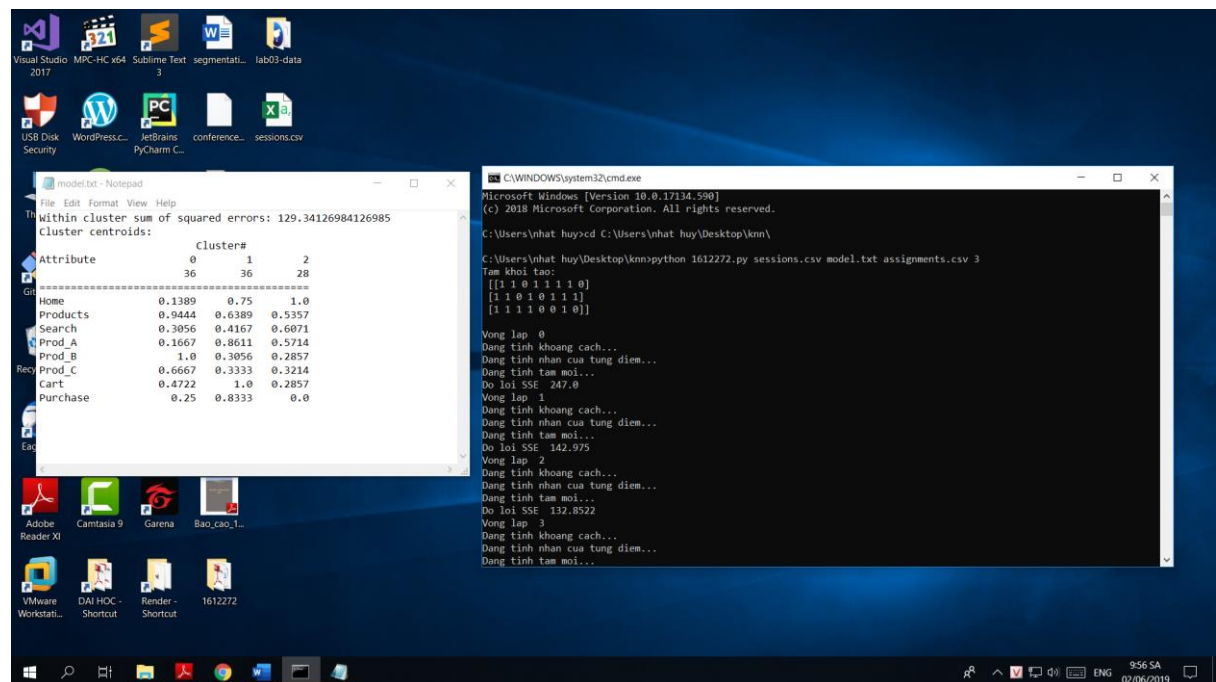 Visual Studio 2017
MPC-HC x64
Sublime Text 3
segmentati...
lab03-data
USB Disk Security
WordPress.c...
JetBrains PyCharm C...
conference...
sessions.csv
model.txt - Notepad
File Edit Format View Help
Within cluster sum of squared errors: 129.34126984126985
Cluster centroids:
Cluster#
Attribute 0 1 2
36 36 28
============================================
Home 0.1389 0.75 1.0
Products 0.9444 0.6389 0.5357
Search 0.3056 0.4167 0.6071
Prod_A 0.1667 0.8611 0.5714
Prod_B 1.0 0.3056 0.2857
Prod_C 0.6667 0.3333 0.3214
Cart 0.4722 1.0 0.2857
Purchase 0.25 0.8333 0.0
C:\WINDOWS\system32\cmd.exe
Microsoft Windows [Version 10.0.17134.590]
(c) 2018 Microsoft Corporation. All rights reserved.
C:\Users\nhat huy>cd C:\Users\nhat huy\Desktop\knn\
C:\Users\nhat huy\Desktop\knn>python 1612272.py sessions.csv model.txt assignments.csv 3
Tam khoi tao:
[[1 1 0 1 1 1 1 0]
[1 1 0 1 0 1 1 1]
[1 1 1 1 0 0 1 0]]
Vong lap 0
Dang tinh khoang cach...
Dang tinh nhan cua tung diem...
Dang tinh tam moi...
Do loi SSE 247.0
Vong lap 1
Dang tinh khoang cach...
Dang tinh nhan cua tung diem...
Dang tinh tam moi...
Do loi SSE 142.975
Vong lap 2
Dang tinh khoang cach...
Dang tinh nhan cua tung diem...
Dang tinh tam moi...
Do loi SSE 132.8522
Vong lap 3
Dang tinh khoang cach...
Dang tinh nhan cua tung diem...
Dang tinh tam moi...
Adobe Reader XI
Camtasia 9
Garena
Bao_cao_1...
VMware Workstati...
DAI HOC - Shortcut
Render - Shortcut
1612272
ENG
9:56 SA
02/06/2019